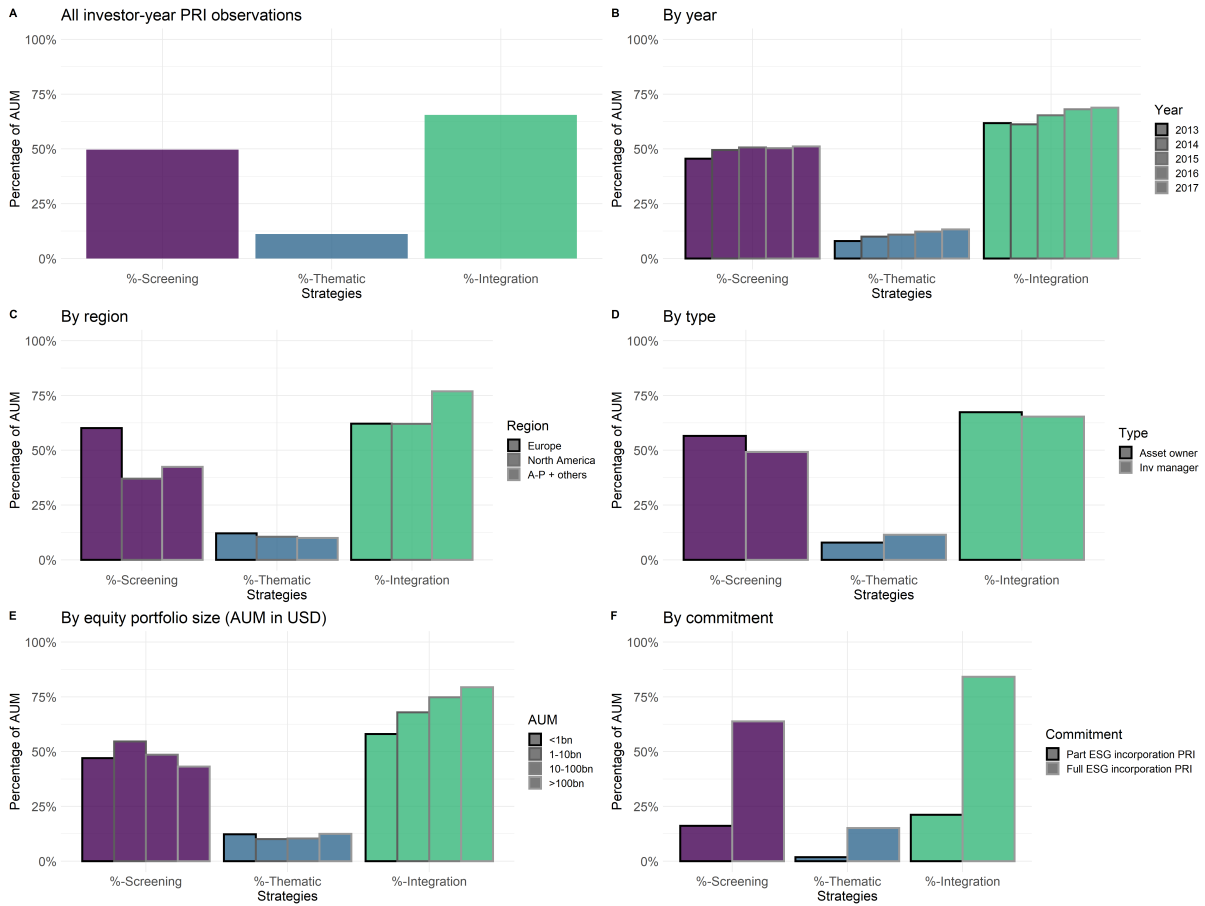 A All investor-year PRI observations
Percentage of AUM
100%
75%
50%
25%
0%
%-Screening %-Thematic %-Integration
Strategies
B By year
Percentage of AUM
100%
75%
50%
25%
0%
%-Screening %-Thematic %-Integration
Strategies
Year
2013
2014
2015
2016
2017
C By region
Percentage of AUM
100%
75%
50%
25%
0%
%-Screening %-Thematic %-Integration
Strategies
Region
Europe
North America
A-P + others
D By type
Percentage of AUM
100%
75%
50%
25%
0%
%-Screening %-Thematic %-Integration
Strategies
Type
Asset owner
Inv manager
E By equity portfolio size (AUM in USD)
Percentage of AUM
100%
75%
50%
25%
0%
%-Screening %-Thematic %-Integration
Strategies
AUM
<1bn
1-10bn
10-100bn
>100bn
F By commitment
Percentage of AUM
100%
75%
50%
25%
0%
%-Screening %-Thematic %-Integration
Strategies
Commitment
Part ESG incorporation PRI
Full ESG incorporation PRI